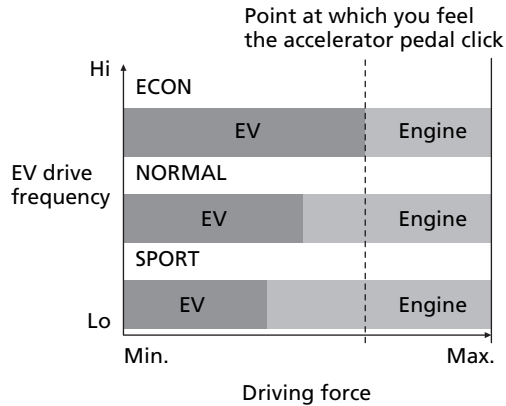 Point at which you feel
the accelerator pedal click
Hi
ECON
EV
Engine
EV drive
frequency
NORMAL
EV
Engine
SPORT
EV
Engine
Lo
Min.
Max.
Driving force